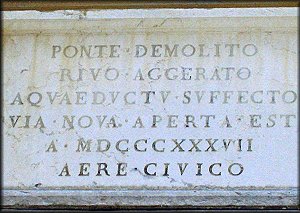 PONTE · DEMOLITO
RIVO AGGERATO
AQVAEDVCTV · SVFFECTO
VIA NOVA APERTA EST
A · MDCCCXXXVII
AERE · CIVICO